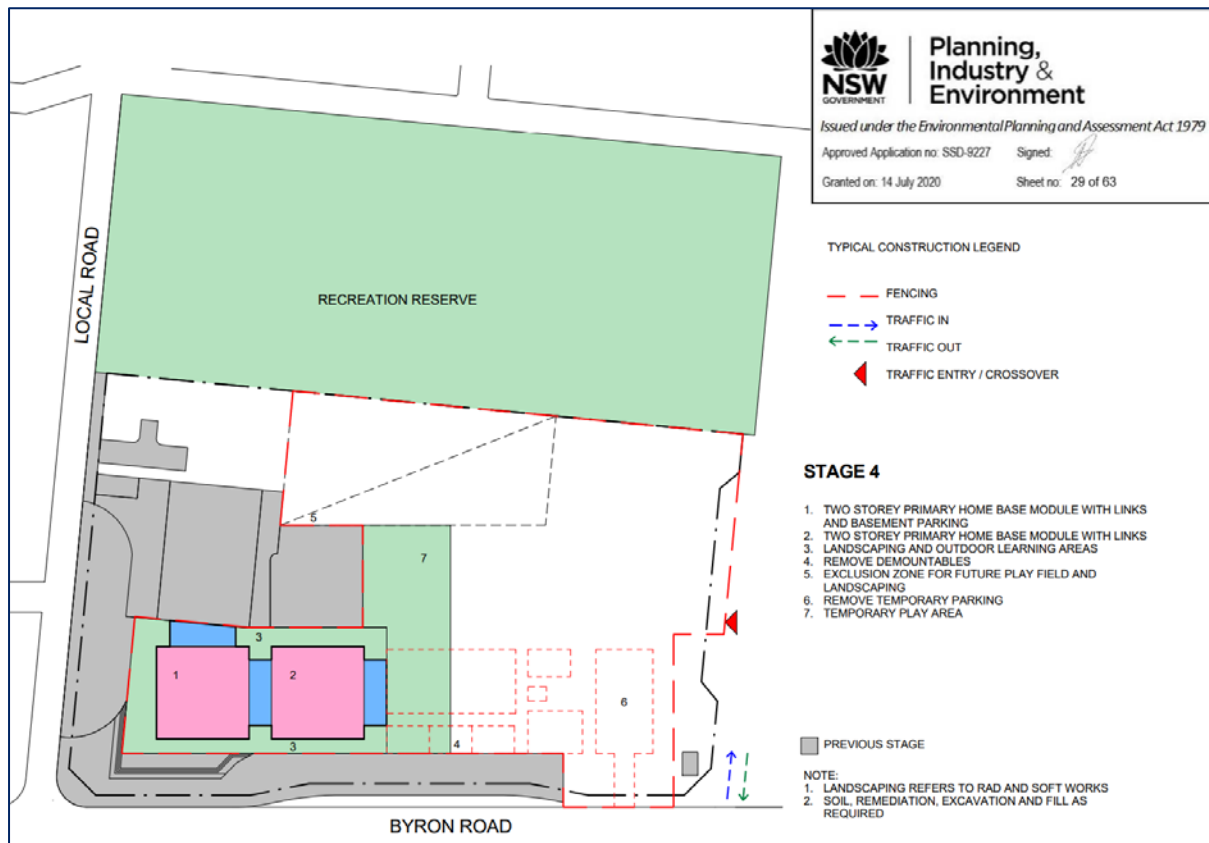 NSW
GOVERNMENT
Planning,
Industry &
Environment
Issued under the Environmental Planning and Assessment Act 1979
Approved Application no: SSD-9227 Signed:
Granted on: 14 July 2020 Sheet no: 29 of 63
LOCAL ROAD
RECREATION RESERVE
TYPICAL CONSTRUCTION LEGEND
FENCING
TRAFFIC IN
TRAFFIC OUT
TRAFFIC ENTRY / CROSSOVER
STAGE 4
1. TWO STOREY PRIMARY HOME BASE MODULE WITH LINKS
AND BASEMENT PARKING
2. TWO STOREY PRIMARY HOME BASE MODULE WITH LINKS
3. LANDSCAPING AND OUTDOOR LEARNING AREAS
4. REMOVE DEMOUNTABLES
5. EXCLUSION ZONE FOR FUTURE PLAY FIELD AND
LANDSCAPING
6. REMOVE TEMPORARY PARKING
7. TEMPORARY PLAY AREA
5
7
3
1
2
6
3
4
PREVIOUS STAGE
NOTE:
1. LANDSCAPING REFERS TO RAD AND SOFT WORKS
2. SOIL, REMEDIATION, EXCAVATION AND FILL AS
REQUIRED
BYRON ROAD